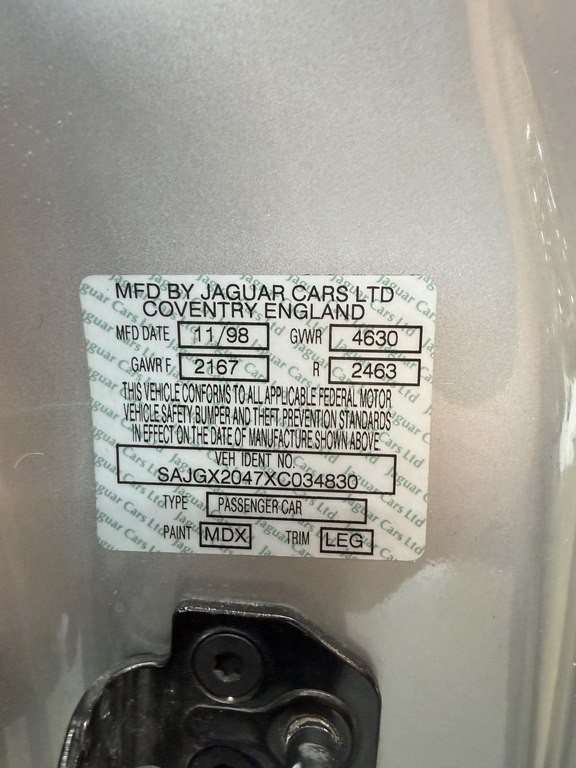 MFD BY JAGUAR CARS LTD
COVENTRY ENGLAND
MFD DATE 11/98 GVWR 4630
GAWR F, 2167 R 2463
THIS VEHICLE CONFORMS TO ALL APPLICABLE FEDERAL MOTOR
VEHICLE SAFETY BUMPER AND THEFT PREVENTION STANDARDS
IN EFFECT ON THE DATE OF MANUFACTURE SHOWN ABOVE
VEH IDENT NO.
SAJGX2047XC034830
TYPE PASSENGER CAR
PAINT MDX TRIM LEG